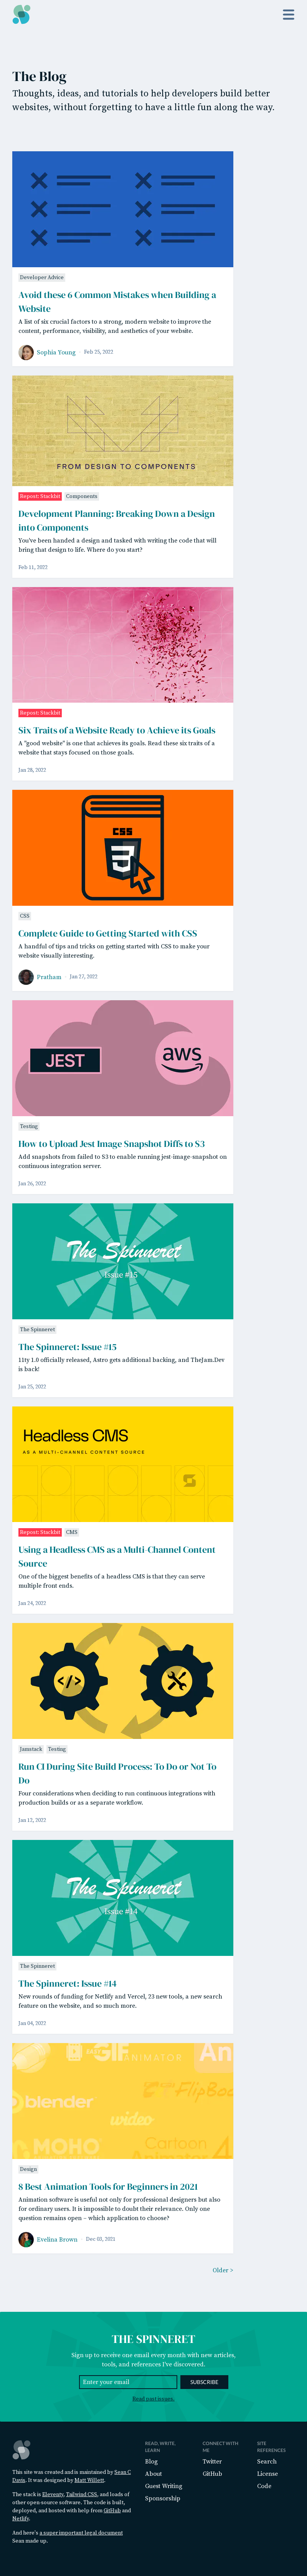 The Blog
Thoughts, ideas, and tutorials to help developers build better
websites, without forgetting to have a little fun along the way.
Developer Advice
Avoid these 6 Common Mistakes when Building a
Website
A list of six crucial factors to a strong, modern website to improve the
content, performance, visibility, and aesthetics of your website.
Sophia Young
Feb 25, 2022
FROM DESIGN TO COMPONENTS
Repost: Stackbit Components
Development Planning: Breaking Down a Design
into Components
You've been handed a design and tasked with writing the code that will
bring that design to life. Where do you start?
Feb 11, 2022
Repost: Stackbit
Six Traits of a Website Ready to Achieve its Goals
A "good website" is one that achieves its goals. Read these six traits of a
website that stays focused on those goals.
Jan 28, 2022
CSS
CSS
Complete Guide to Getting Started with CSS
A handful of tips and tricks on getting started with CSS to make your
website visually interesting.
Pratham
Jan 27, 2022
JEST
aws
Testing
How to Upload Jest Image Snapshot Diffs to S3
Add snapshots from failed to S3 to enable running jest-image-snapshot on
continuous integration server.
Jan 26, 2022
The Spinneret
Issue #15
The Spinneret
The Spinneret: Issue #15
11ty 1.0 officially released, Astro gets additional backing, and TheJam.Dev
is back!
Jan 25, 2022
Headless CMS
AS A MULTI-CHANNEL CONTENT SOURCE
Repost: Stackbit CMS
Using a Headless CMS as a Multi-Channel Content
Source
One of the biggest benefits of a headless CMS is that they can serve
multiple front ends.
Jan 24, 2022
Jamstack Testing
Run CI During Site Build Process: To Do or Not To
Do
Four considerations when deciding to run continuous integrations with
production builds or as a separate workflow.
Jan 12, 2022
The Spinneret
Issue #14
The Spinneret
The Spinneret: Issue #14
New rounds of funding for Netlify and Vercel, 23 new tools, a new search
feature on the website, and so much more.
Jan 04, 2022
GIF
ANIMATOR
An
blender
FlipBoo
video
MOHO
Cartoon
Animator 4
Design
8 Best Animation Tools for Beginners in 2021
Animation software is useful not only for professional designers but also
for ordinary users. It is impossible to doubt their relevance. Only one
question remains open – which application to choose?
Evelina Brown
Dec 03, 2021
Older >
THE SPINNERET
Sign up to receive one email every month with new articles,
tools, and references I've discovered.
Enter your email
SUBSCRIBE
Read past issues.
This site was created and is maintained by Sean C
Davis. It was designed by Matt Willett.
The stack is Eleventy, Tailwind CSS, and loads of
other open-source software. The code is built,
deployed, and hosted with help from GitHub and
Netlify.
And here's a super important legal document
Sean made up.
READ, WRITE,
LEARN
Blog
About
Guest Writing
Sponsorship
CONNECT WITH
ME
Twitter
GitHub
SITE
REFERENCES
Search
License
Code